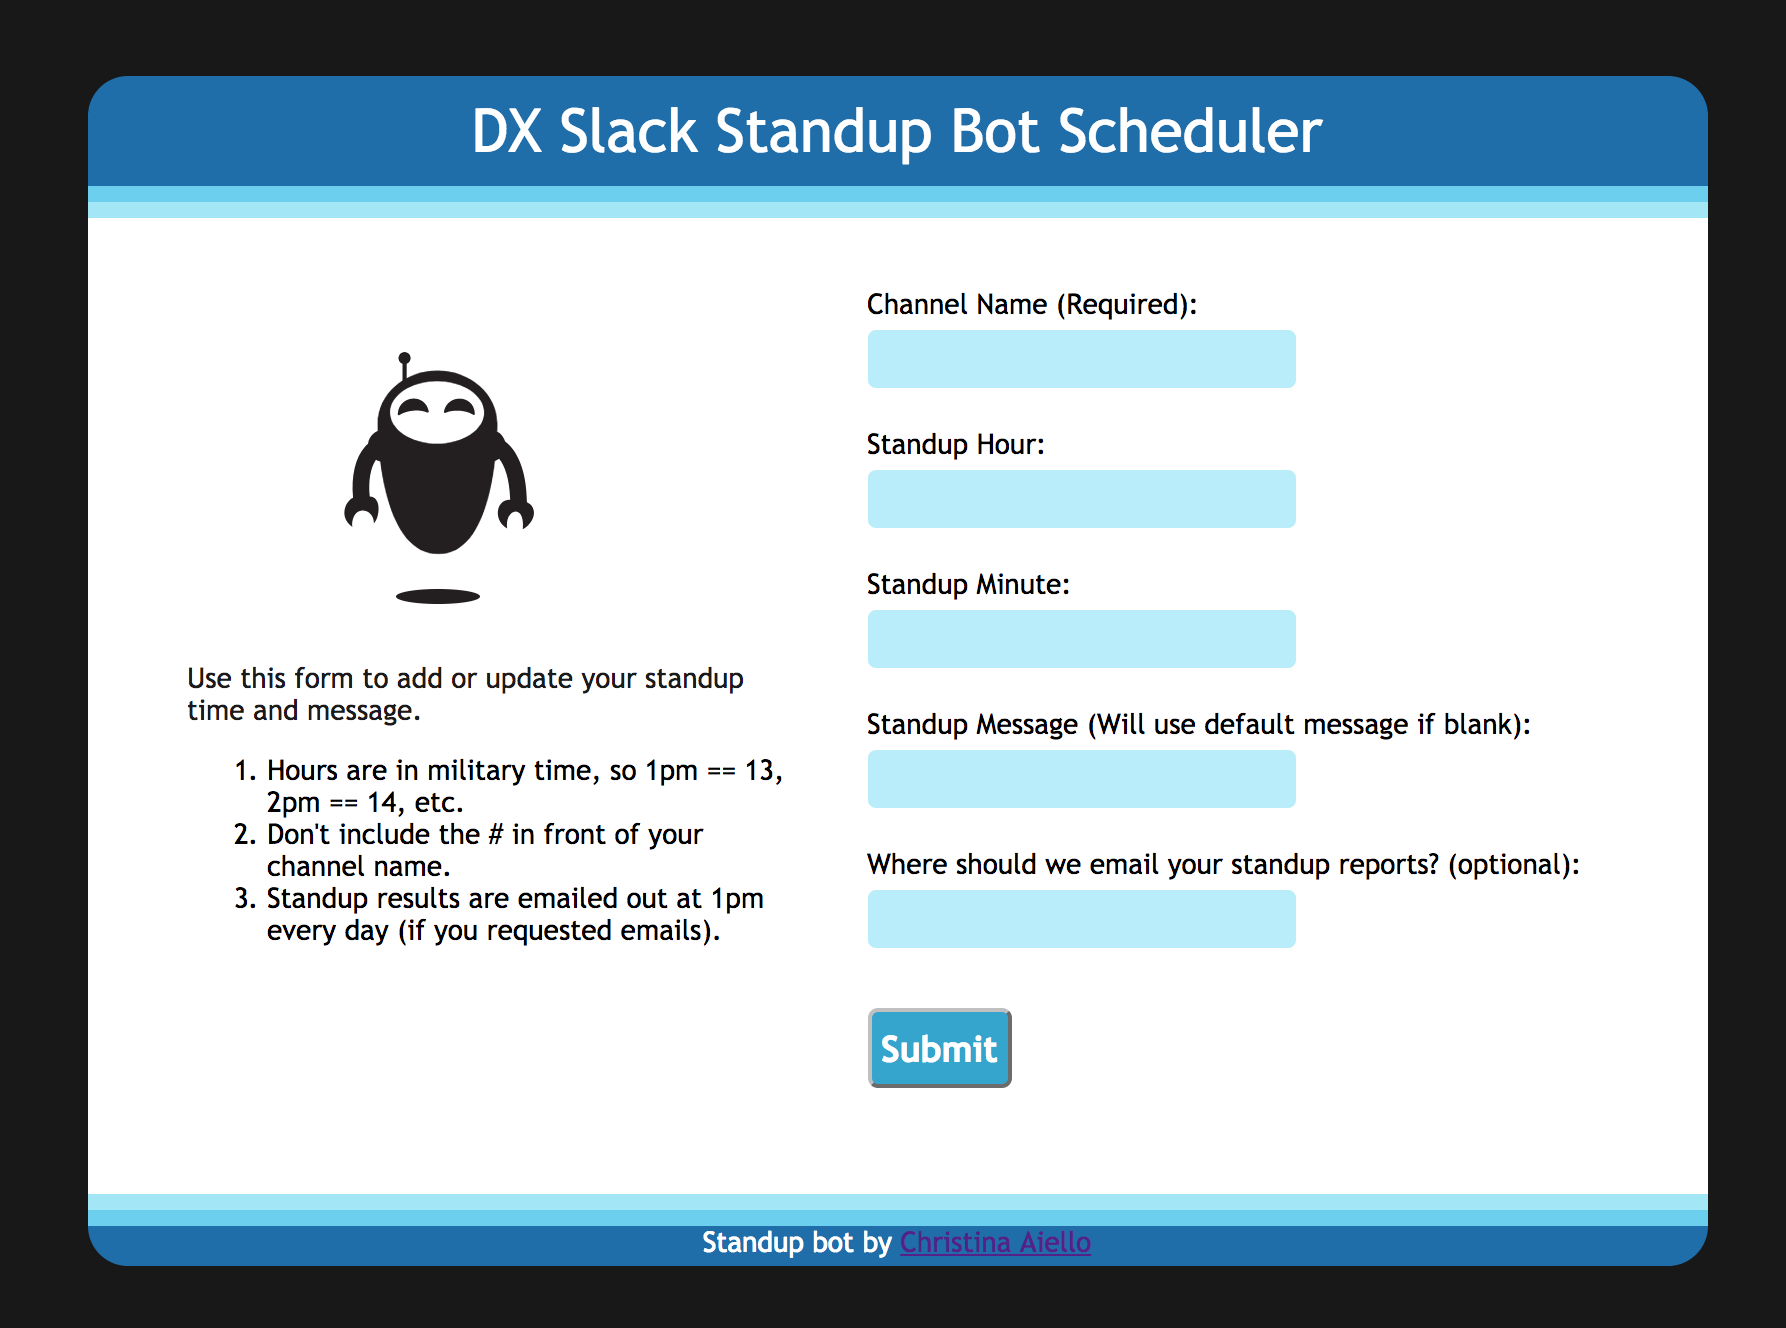 DX Slack Standup Bot Scheduler
Use this form to add or update your standup
time and message.
1. Hours are in military time, so 1pm == 13,
2pm == 14, etc.
2. Don't include the # in front of your
channel name.
3. Standup results are emailed out at 1pm
every day (if you requested emails).
Channel Name (Required):
Standup Hour:
Standup Minute:
Standup Message (Will use default message if blank):
Where should we email your standup reports? (optional):
Submit
Standup bot by Christina Aiello